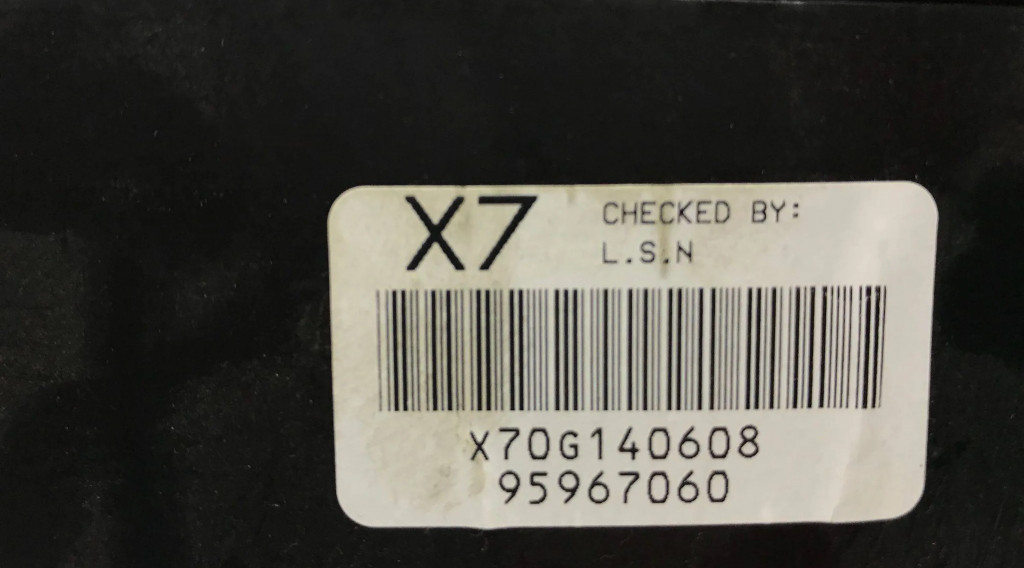 X7
CHECKED BY:
L.S.N
X70G140608
95967060